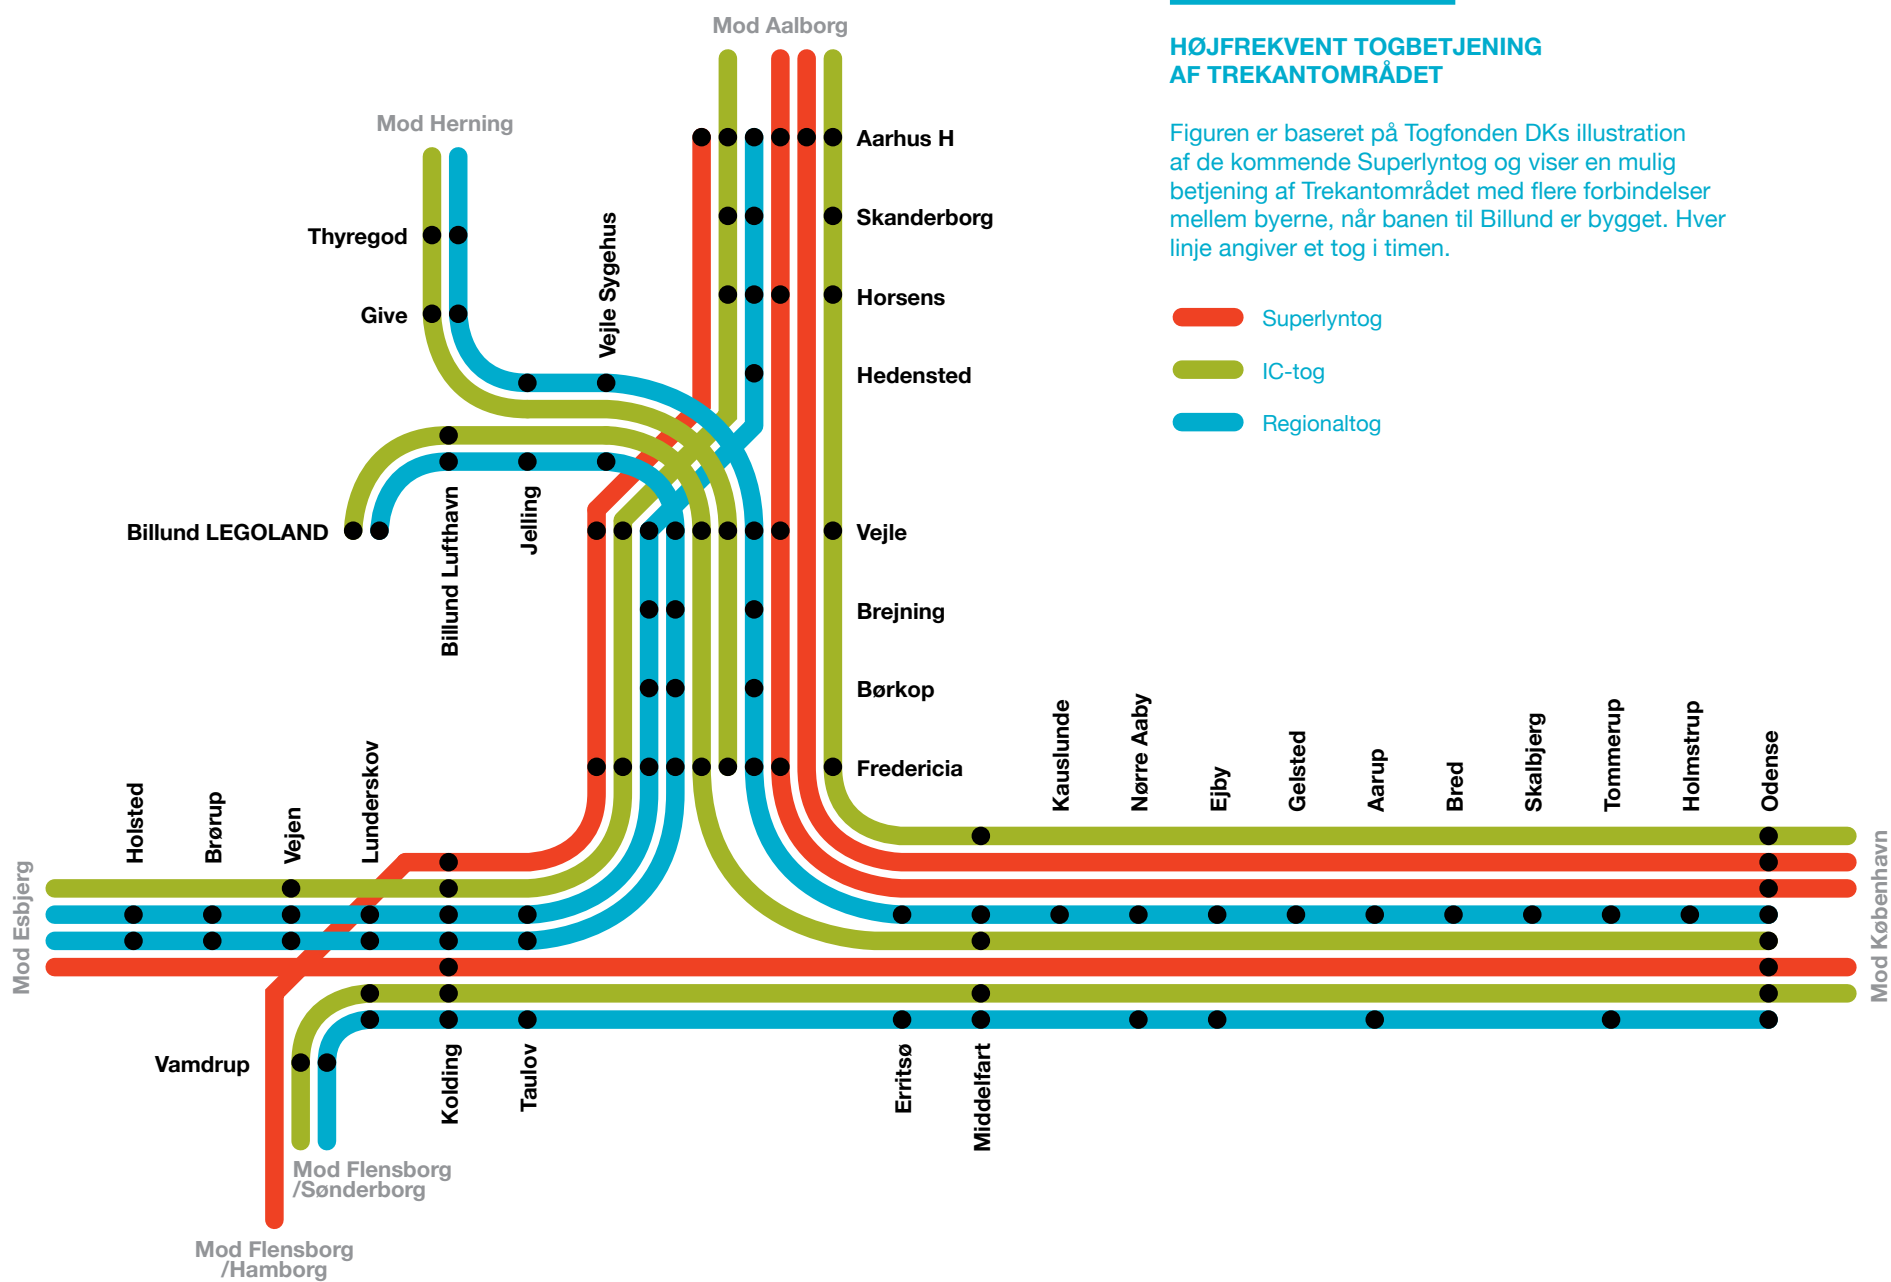 Mod Aalborg
HØJFREKVENT TOGBETJENING
AF TREKANTOMRÅDET
Figuren er baseret på Togfonden DKs illustration
af de kommende Superlyntog og viser en mulig
betjening af Trekantområdet med flere forbindelser
mellem byerne, når banen til Billund er bygget. Hver
linje angiver et tog i timen.
Superlyntog
IC-tog
Regionaltog
Mod Herning
Aarhus H
Skanderborg
Thyregod
Vejle Sygehus
Horsens
Give
Hedensted
Billund LEGOLAND
Billund Lufthavn
Jelling
Vejle
Brejning
Børkop
Fredericia
Kauslunde
Nørre Aaby
Ejby
Gelsted
Aarup
Bred
Skalbjerg
Tommerup
Holmstrup
Odense
Holsted
Brørup
Vejen
Lunderskov
Mod Esbjerg
Mod København
Vamdrup
Kolding
Taulov
Erritsø
Middelfart
Mod Flensborg
/Sønderborg
Mod Flensborg
/Hamborg